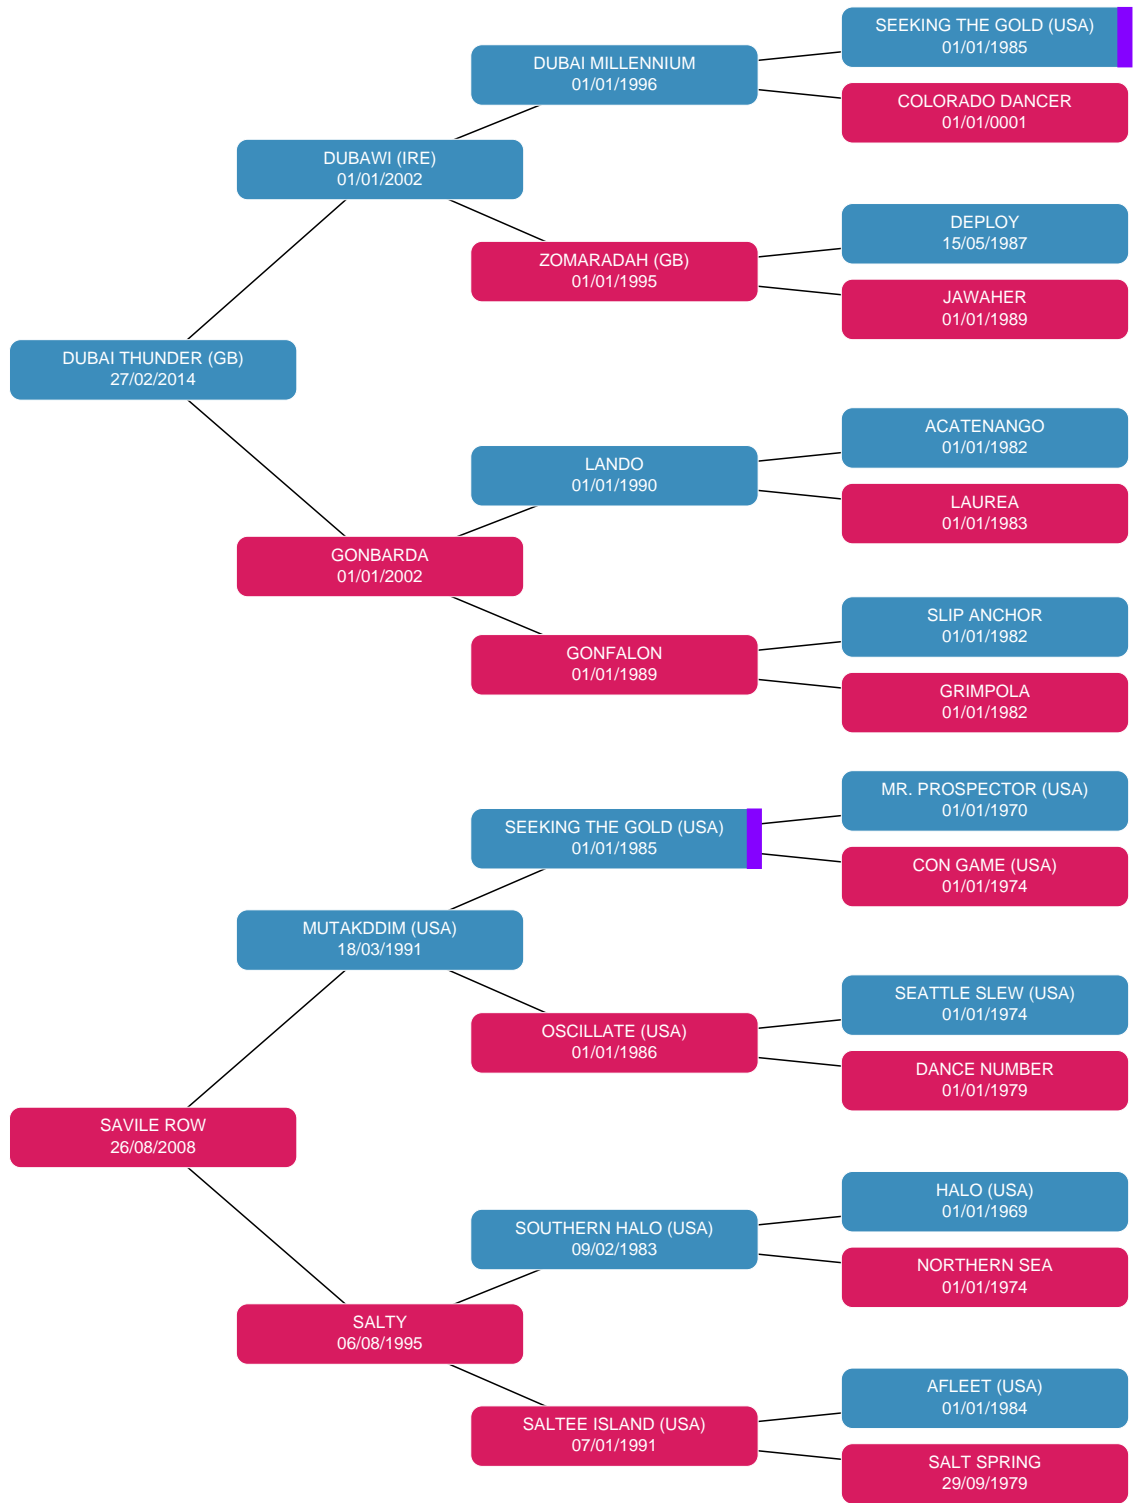 SEEKING THE GOLD (USA)
01/01/1985
DUBAI MILLENNIUM
01/01/1996
COLORADO DANCER
01/01/0001
DUBAWI (IRE)
01/01/2002
DEPLOY
15/05/1987
ZOMARADAH (GB)
01/01/1995
JAWAHER
01/01/1989
DUBAI THUNDER (GB)
27/02/2014
ACATENANGO
01/01/1982
LANDO
01/01/1990
LAUREA
01/01/1983
GONBARDA
01/01/2002
SLIP ANCHOR
01/01/1982
GONFALON
01/01/1989
GRIMPOLA
01/01/1982
MR. PROSPECTOR (USA)
01/01/1970
SEEKING THE GOLD (USA)
01/01/1985
CON GAME (USA)
01/01/1974
MUTAKDDIM (USA)
18/03/1991
SEATTLE SLEW (USA)
01/01/1974
OSCILLATE (USA)
01/01/1986
DANCE NUMBER
01/01/1979
SAVILE ROW
26/08/2008
HALO (USA)
01/01/1969
SOUTHERN HALO (USA)
09/02/1983
NORTHERN SEA
01/01/1974
SALTY
06/08/1995
AFLEET (USA)
01/01/1984
SALTEE ISLAND (USA)
07/01/1991
SALT SPRING
29/09/1979